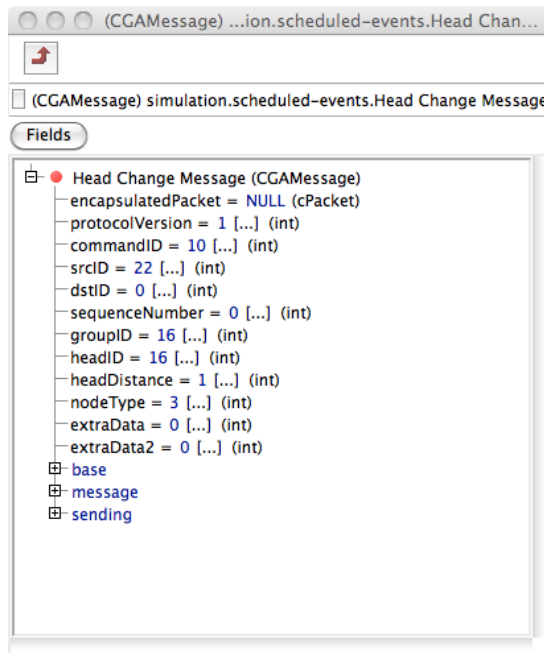 (CGAMessage) ...ion.scheduled-events.Head Chan...
(CGAMessage) simulation.scheduled-events.Head Change Message
Fields
Head Change Message (CGAMessage)
encapsulatedPacket = NULL (cPacket)
protocolVersion = 1 [...] (int)
commandID = 10 [...] (int)
srcID = 22 [...] (int)
dstID = 0 [...] (int)
sequenceNumber = 0 [...] (int)
groupID = 16 [...] (int)
headID = 16 [...] (int)
headDistance = 1 [...] (int)
nodeType = 3 [...] (int)
extraData = 0 [...] (int)
extraData2 = 0 [...] (int)
base
message
sending